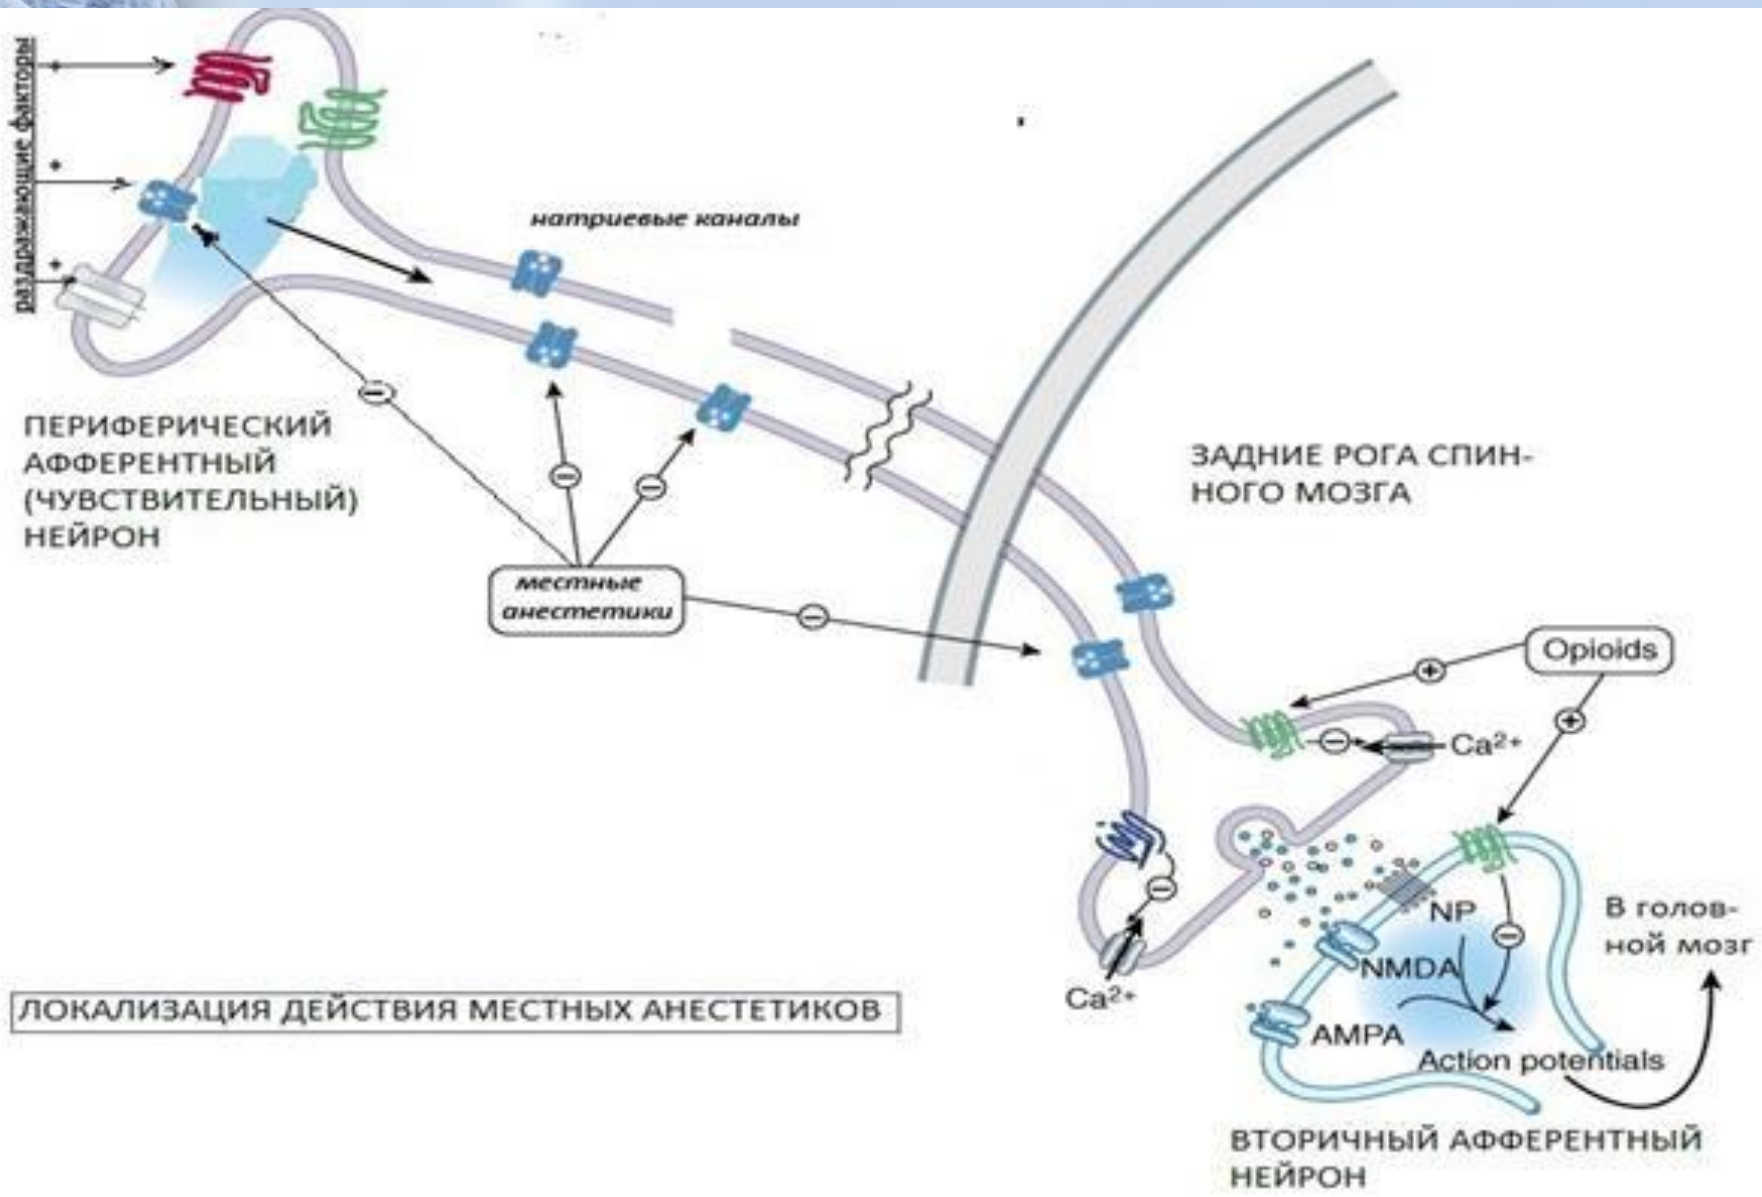 раздражающие факторы
+
+
+
натриевые каналы
ПЕРИФЕРИЧЕСКИЙ
АФФЕРЕНТНЫЙ
(ЧУВСТВИТЕЛЬНЫЙ)
НЕЙРОН
местные
анестетики
ЗАДНИЕ РОГА СПИН-
НОГО МОЗГА
Opioids
Ca²⁺
Ca²⁺
NP
NMDA
AMPA
Action potentials
В голов-
ной мозг
ЛОКАЛИЗАЦИЯ ДЕЙСТВИЯ МЕСТНЫХ АНЕСТЕТИКОВ
ВТОРИЧНЫЙ АФФЕРЕНТНЫЙ
НЕЙРОН